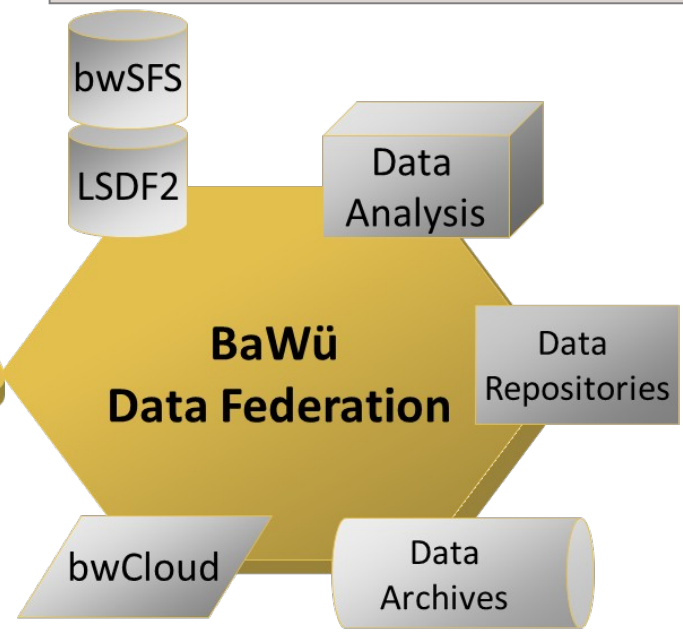 bwSFS
LSDF2
Data
Analysis
BaWü
Data Federation
Data
Repositories
bwCloud
Data
Archives